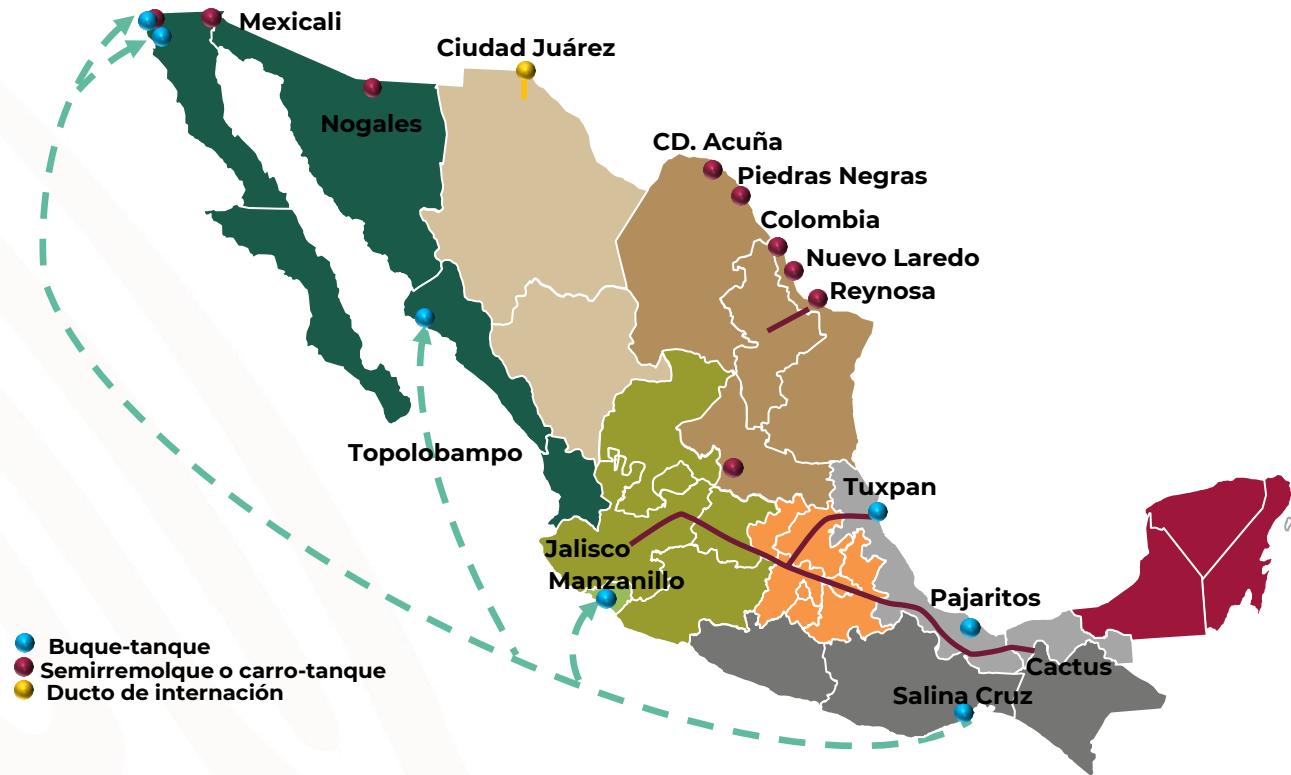 Mexicali
Ciudad Juárez
Nogales
CD. Acuña
Piedras Negras
Colombia
Nuevo Laredo
Reynosa
Topolobampo
Tuxpan
Jalisco
Manzanillo
Pajaritos
Cactus
Salina Cruz
Buque-tanque
Semirremolque o carro-tanque
Ducto de internación